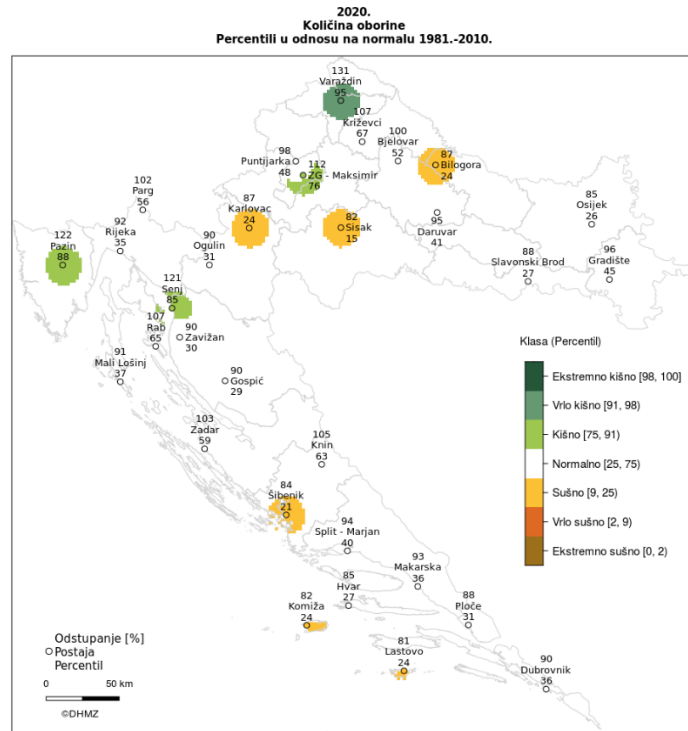 2020.
Količina oborine
Percentili u odnosu na normalu 1981.-2010.
131
Varaždin
95
107
Križevci
67
100
Bjelovar
52
98
Puntijarka
48
112
ZG - Maksimir
76
87
Bilogora
24
102
Parg
56
87
Karlovac
24
82
Sisak
15
85
Osijek
26
122
Pazin
88
92
Rijeka
35
90
Ogulin
31
95
Daruvar
41
88
Slavonski Brod
27
96
Gradište
45
121
Senj
85
107
Rab
65
90
Zavižan
30
91
Mali Lošinj
37
90
Gospić
29
103
Zadar
59
105
Knin
63
84
Šibenik
21
94
Split - Marjan
40
93
Makarska
36
85
Hvar
27
82
Komiža
24
88
Ploče
31
81
Lastovo
24
90
Dubrovnik
36
Klasa (Percentil)
Ekstremno kišno [98, 100]
Vrlo kišno [91, 98)
Kišno [75, 91)
Normalno [25, 75)
Sušno [9, 25)
Vrlo sušno [2, 9)
Ekstremno sušno [0, 2)
Odstupanje [%]
Postaja
Percentil
0 50 km
©DHMZ